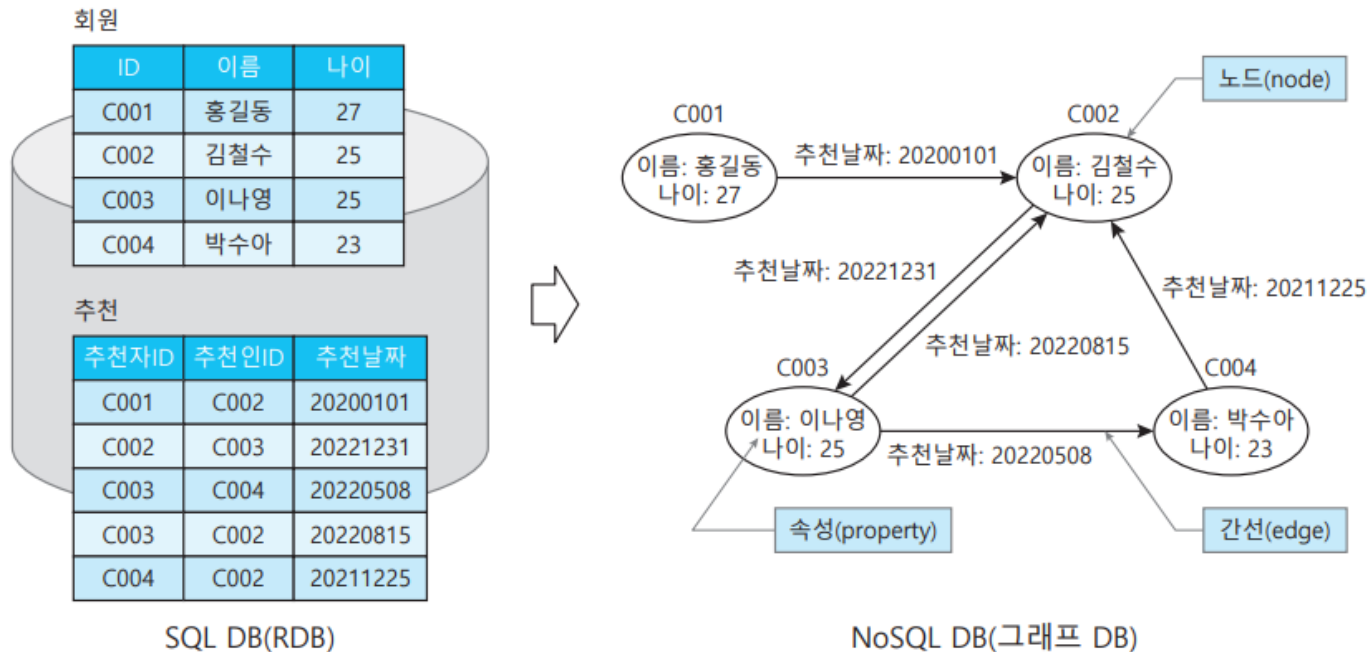 회원
ID 이름 나이
C001 홍길동 27
C002 김철수 25
C003 이나영 25
C004 박수아 23
추천
추천자ID 추천인ID 추천날짜
C001 C002 20200101
C002 C003 20221231
C003 C004 20220508
C003 C002 20220815
C004 C002 20211225
SQL DB(RDB)
노드(node)
C001
이름: 홍길동
나이: 27
추천날짜: 20200101
C002
이름: 김철수
나이: 25
추천날짜: 20221231
추천날짜: 20211225
추천날짜: 20220815
C003
이름: 이나영
나이: 25
추천날짜: 20220508
C004
이름: 박수아
나이: 23
속성(property)
간선(edge)
NoSQL DB(그래프 DB)